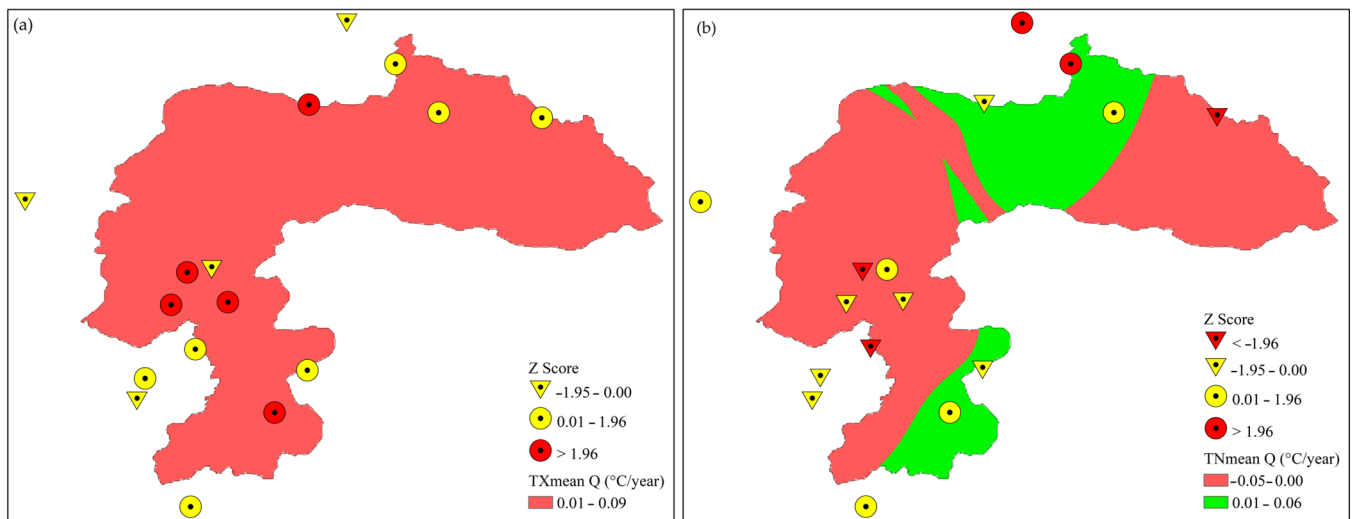 (a)
Z Score
−1.95 – 0.00
0.01 – 1.96
> 1.96
TXmean Q (°C/year)
0.01 – 0.09
(b)
Z Score
< −1.96
−1.95 – 0.00
0.01 – 1.96
> 1.96
TNmean Q (°C/year)
−0.05–0.00
0.01 – 0.06